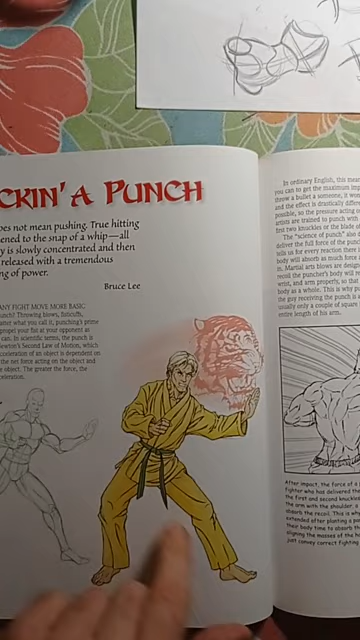 CKIN' A PUNCH
oes not mean pushing. True hitting
ened to the snap of a whip—all
y is slowly concentrated and then
released with a tremendous
ng of power.
Bruce Lee
ANY FIGHT MOVE MORE BASIC
punch? Throwing blows, fisticuffs,
atter what you call it, punching's prime
propel your fist at your opponent as
can. In scientific terms, the punch is
Newton's Second Law of Motion, which
acceleration of an object is dependent on
the net force acting on the object and
e object. The greater the force, the
celeration.
In ordinary English, this mean
you can to get the maximum imp
throw a bullet at someone, it wo
and the effect is drastically differe
possible, so the pressure acting o
artists are trained to punch with
first two knuckles or the blade of
The "science of punch" also d
deliver the full force of the punc
tells us for every reaction there is
body will absorb as much force
m. Martial arts blows are design
recoil the puncher's body will re
wrist, and arm properly, so that
body as a whole. This is why pu
the guy receiving the punch is
usually only a couple of square
entire length of his arm.
After impact, the force of a p
fighter who has delivered the
the first and second knuckles
the arm with the shoulder, a
absorb the recoil. This is why
extended after planting a pun
their body time to absorb th
aligning the masses of the ha
just convey correct fighting